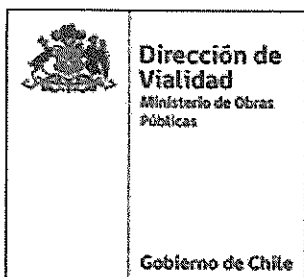 Dirección de
Vialidad
Ministerio de Obras
Públicas
Gobierno de Chile